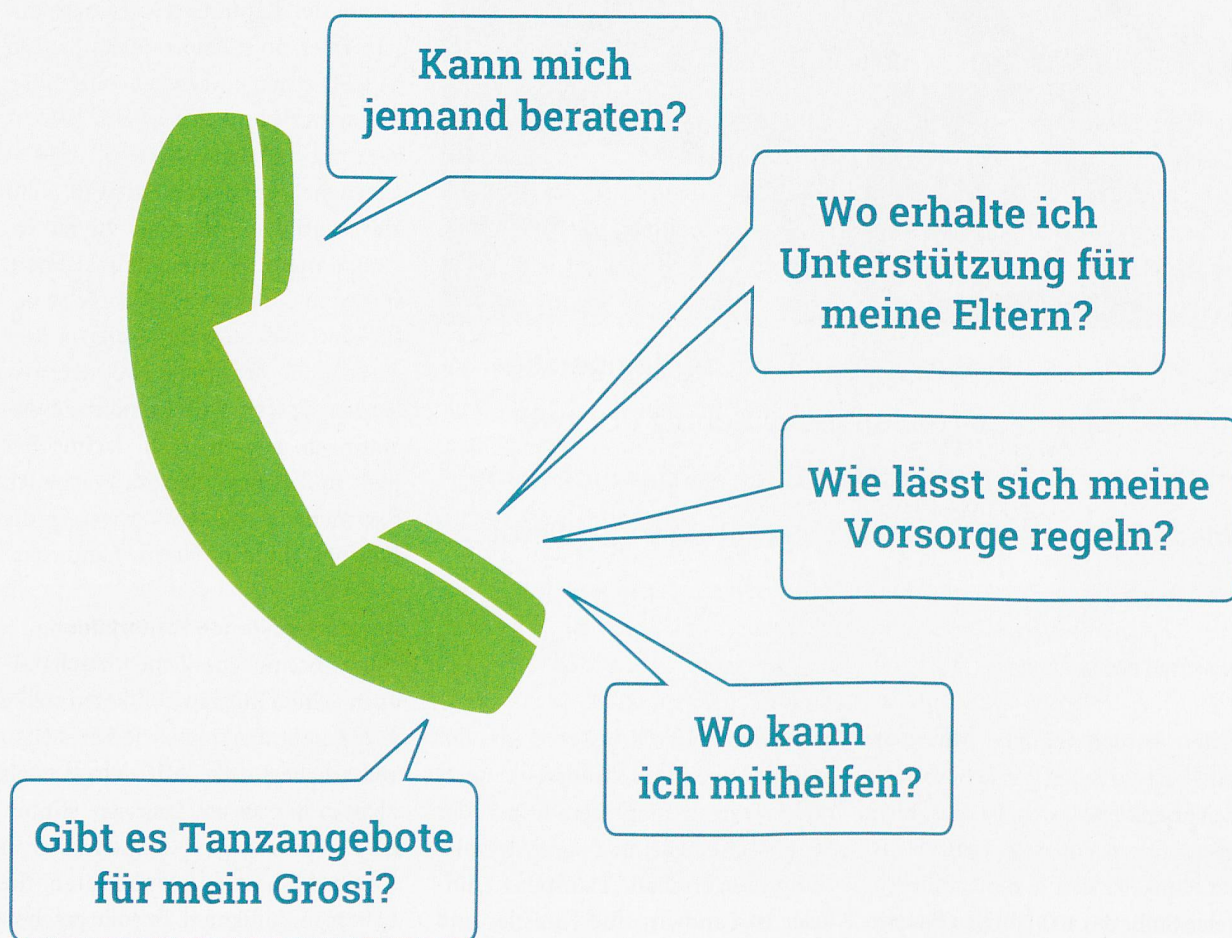 Kann mich
jemand beraten?
Wo erhalte ich
Unterstützung für
meine Eltern?
Wie lässt sich meine
Vorsorge regeln?
Wo kann
ich mithelfen?
Gibt es Tanzangebote
für mein Grosi?